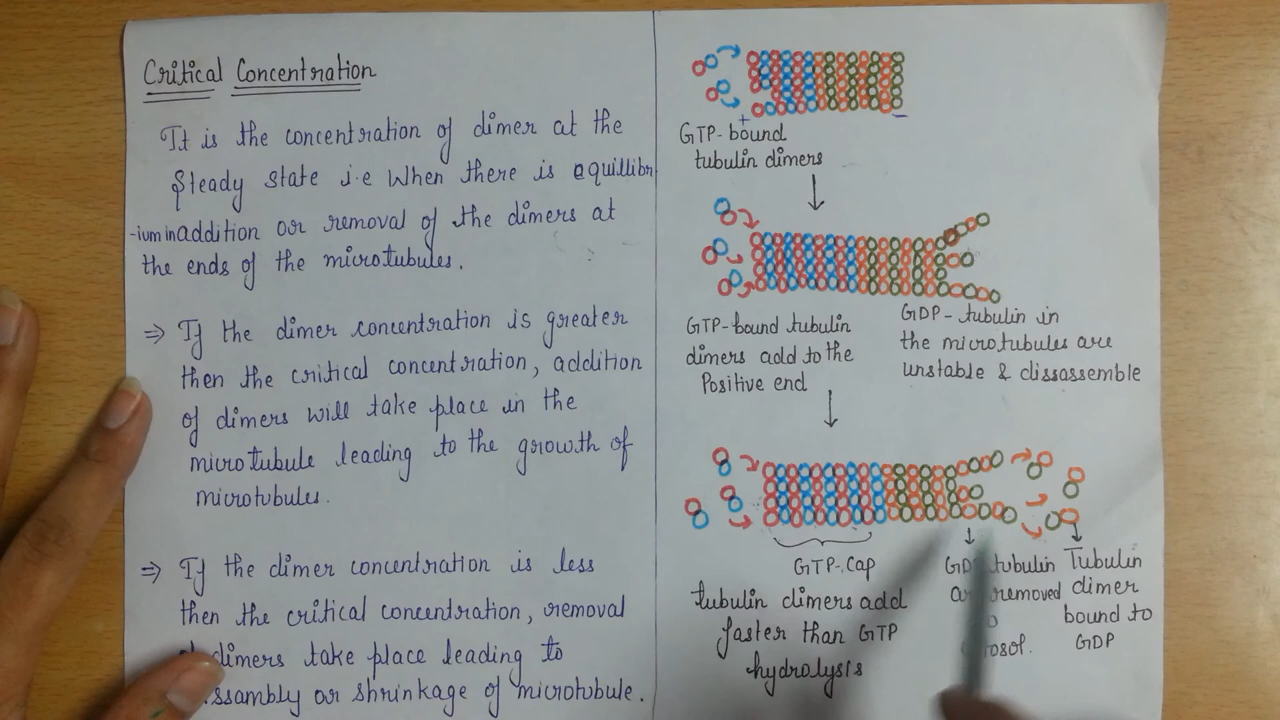 Critical Concentration
It is the concentration of dimer at the
steady state i.e When there is equillibr
-ium in addition or removal of the dimers at
the ends of the microtubules.
⇒ If the dimer concentration is greater
then the critical concentration, addition
of dimers will take place in the
microtubule leading to the growth of
microtubules.
⇒ If the dimer concentration is less
then the critical concentration, removal
dimers take place leading to
ssambly or shrinkage of microtubule.
+ −
GTP-bound
tubulin dimers
GTP-bound tubulin
dimers add to the
Positive end
GDP-tubulin in
the microtubules are
unstable & dissassemble
GTP-Cap
tubulin dimers add
faster than GTP
hydrolysis
tubulin
removed
Tubulin
dimer
bound to
GDP